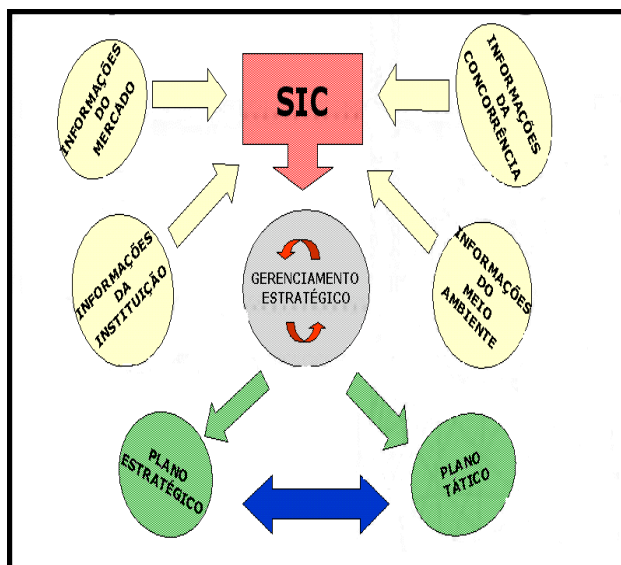 INFORMAÇÕES
DO
MERCADO
SIC
INFORMAÇÕES
DA
CONCORRÊNCIA
INFORMAÇÕES
DA
INSTITUIÇÃO
GERENCIAMENTO
ESTRATÉGICO
INFORMAÇÕES
DO
MEIO
AMBIENTE
PLANO
ESTRATÉGICO
PLANO
TÁTICO